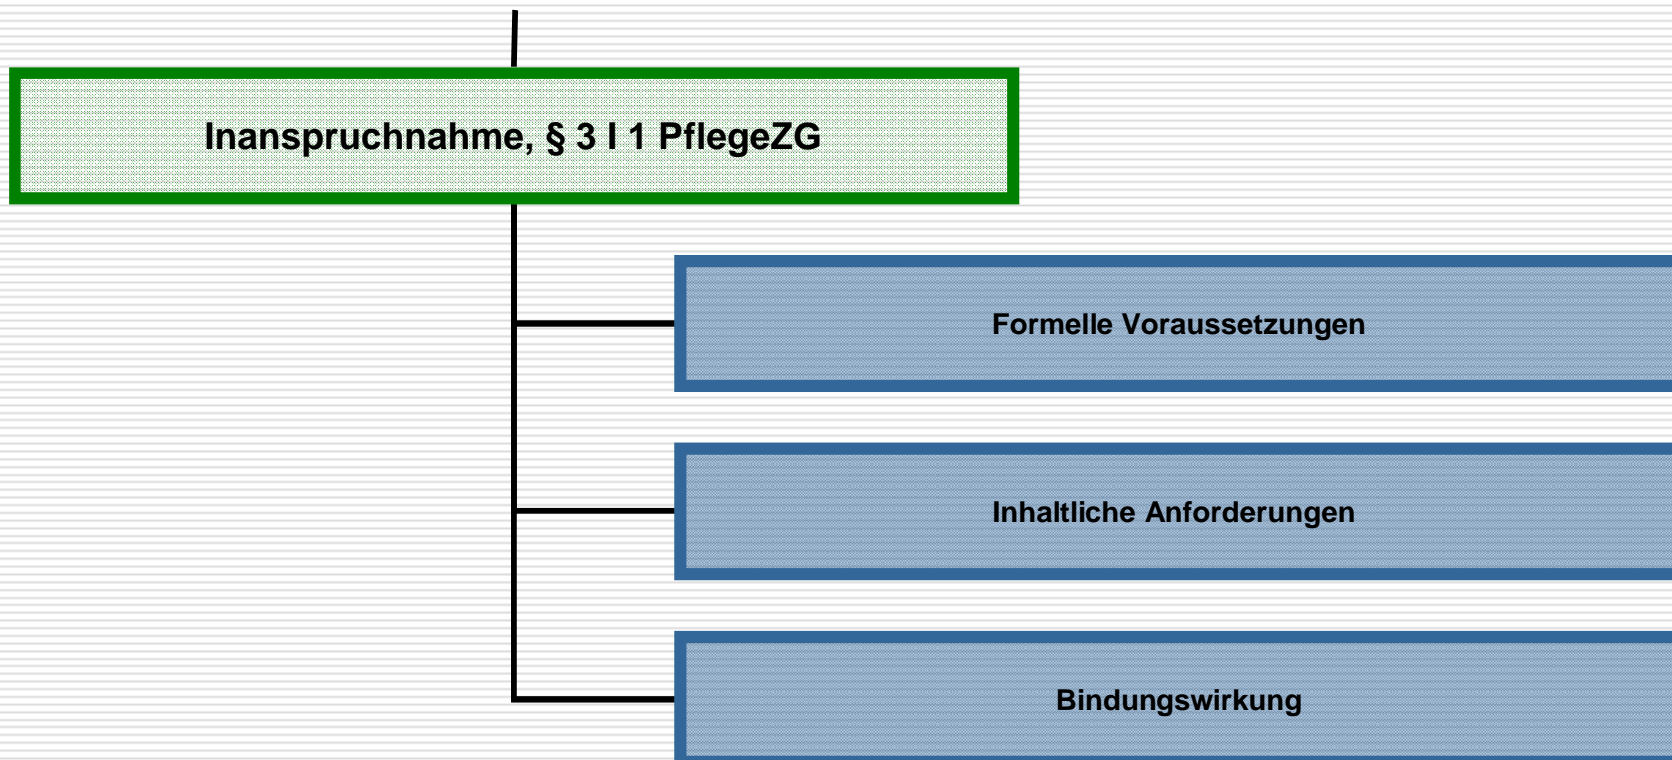 Inanspruchnahme, § 3 I 1 PflegeZG
Formelle Voraussetzungen
Inhaltliche Anforderungen
Bindungswirkung